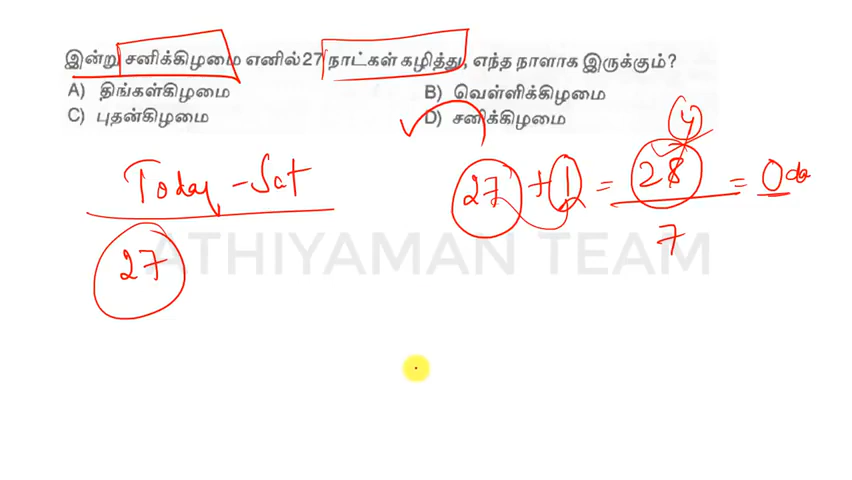 இன்று சனிக்கிழமை எனில் 27 நாட்கள் கழித்து, எந்த நாளாக இருக்கும்?
A) திங்கள்கிழமை B) வெள்ளிக்கிழமை
C) புதன்கிழமை D) சனிக்கிழமை
Today - Sat
27
27 + 1 = 28 / 7 = 0 da
4
ATHIYAMAN TEAM